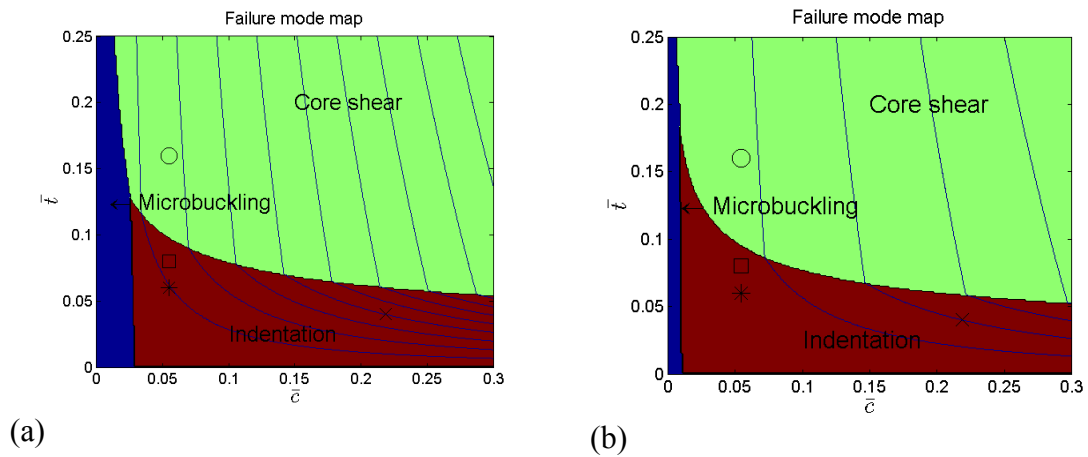 Failure mode map
0.25
0.2
0.15
0.1
0.05
0
t̄
Core shear
Microbuckling
Indentation
0 0.05 0.1 0.15 0.2 0.25 0.3
c̄
(a)
Failure mode map
0.25
0.2
0.15
0.1
0.05
0
t̄
Core shear
Microbuckling
Indentation
0 0.05 0.1 0.15 0.2 0.25 0.3
c̄
(b)